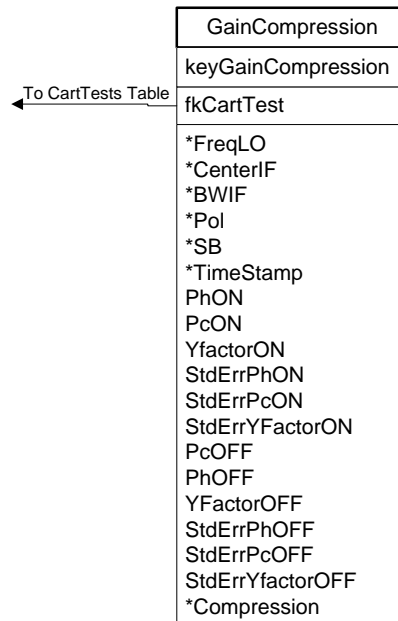 GainCompression
keyGainCompression
To CartTests Table
fkCartTest
*FreqLO
*CenterIF
*BWIF
*Pol
*SB
*TimeStamp
PhON
PcON
YfactorON
StdErrPhON
StdErrPcON
StdErrYFactorON
PcOFF
PhOFF
YFactorOFF
StdErrPhOFF
StdErrPcOFF
StdErrYfactorOFF
*Compression